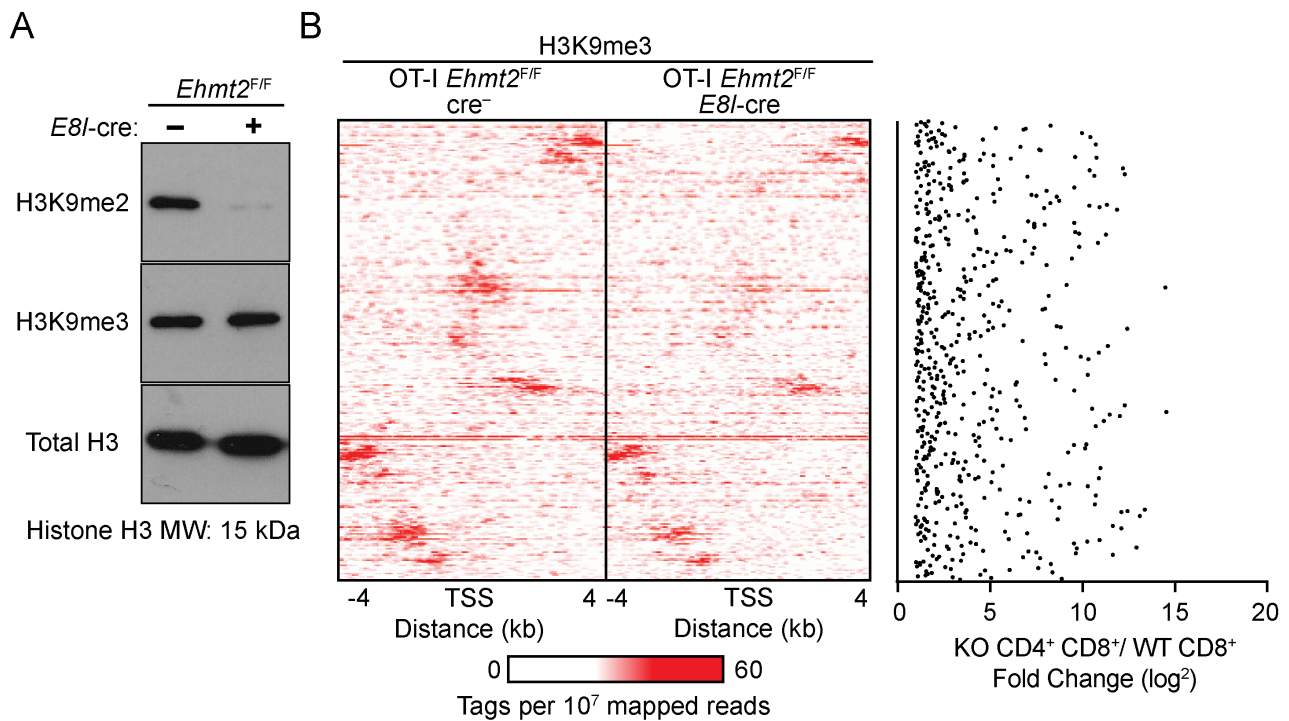 A
Ehmt2F/F
E8I-cre: – +
H3K9me2
H3K9me3
Total H3
Histone H3 MW: 15 kDa
B
H3K9me3
OT-I Ehmt2F/F
cre–
OT-I Ehmt2F/F
E8I-cre
-4 TSS 4
Distance (kb)
-4 TSS 4
Distance (kb)
0 60
Tags per 10⁷ mapped reads
0 5 10 15 20
KO CD4⁺ CD8⁺/ WT CD8⁺
Fold Change (log²)